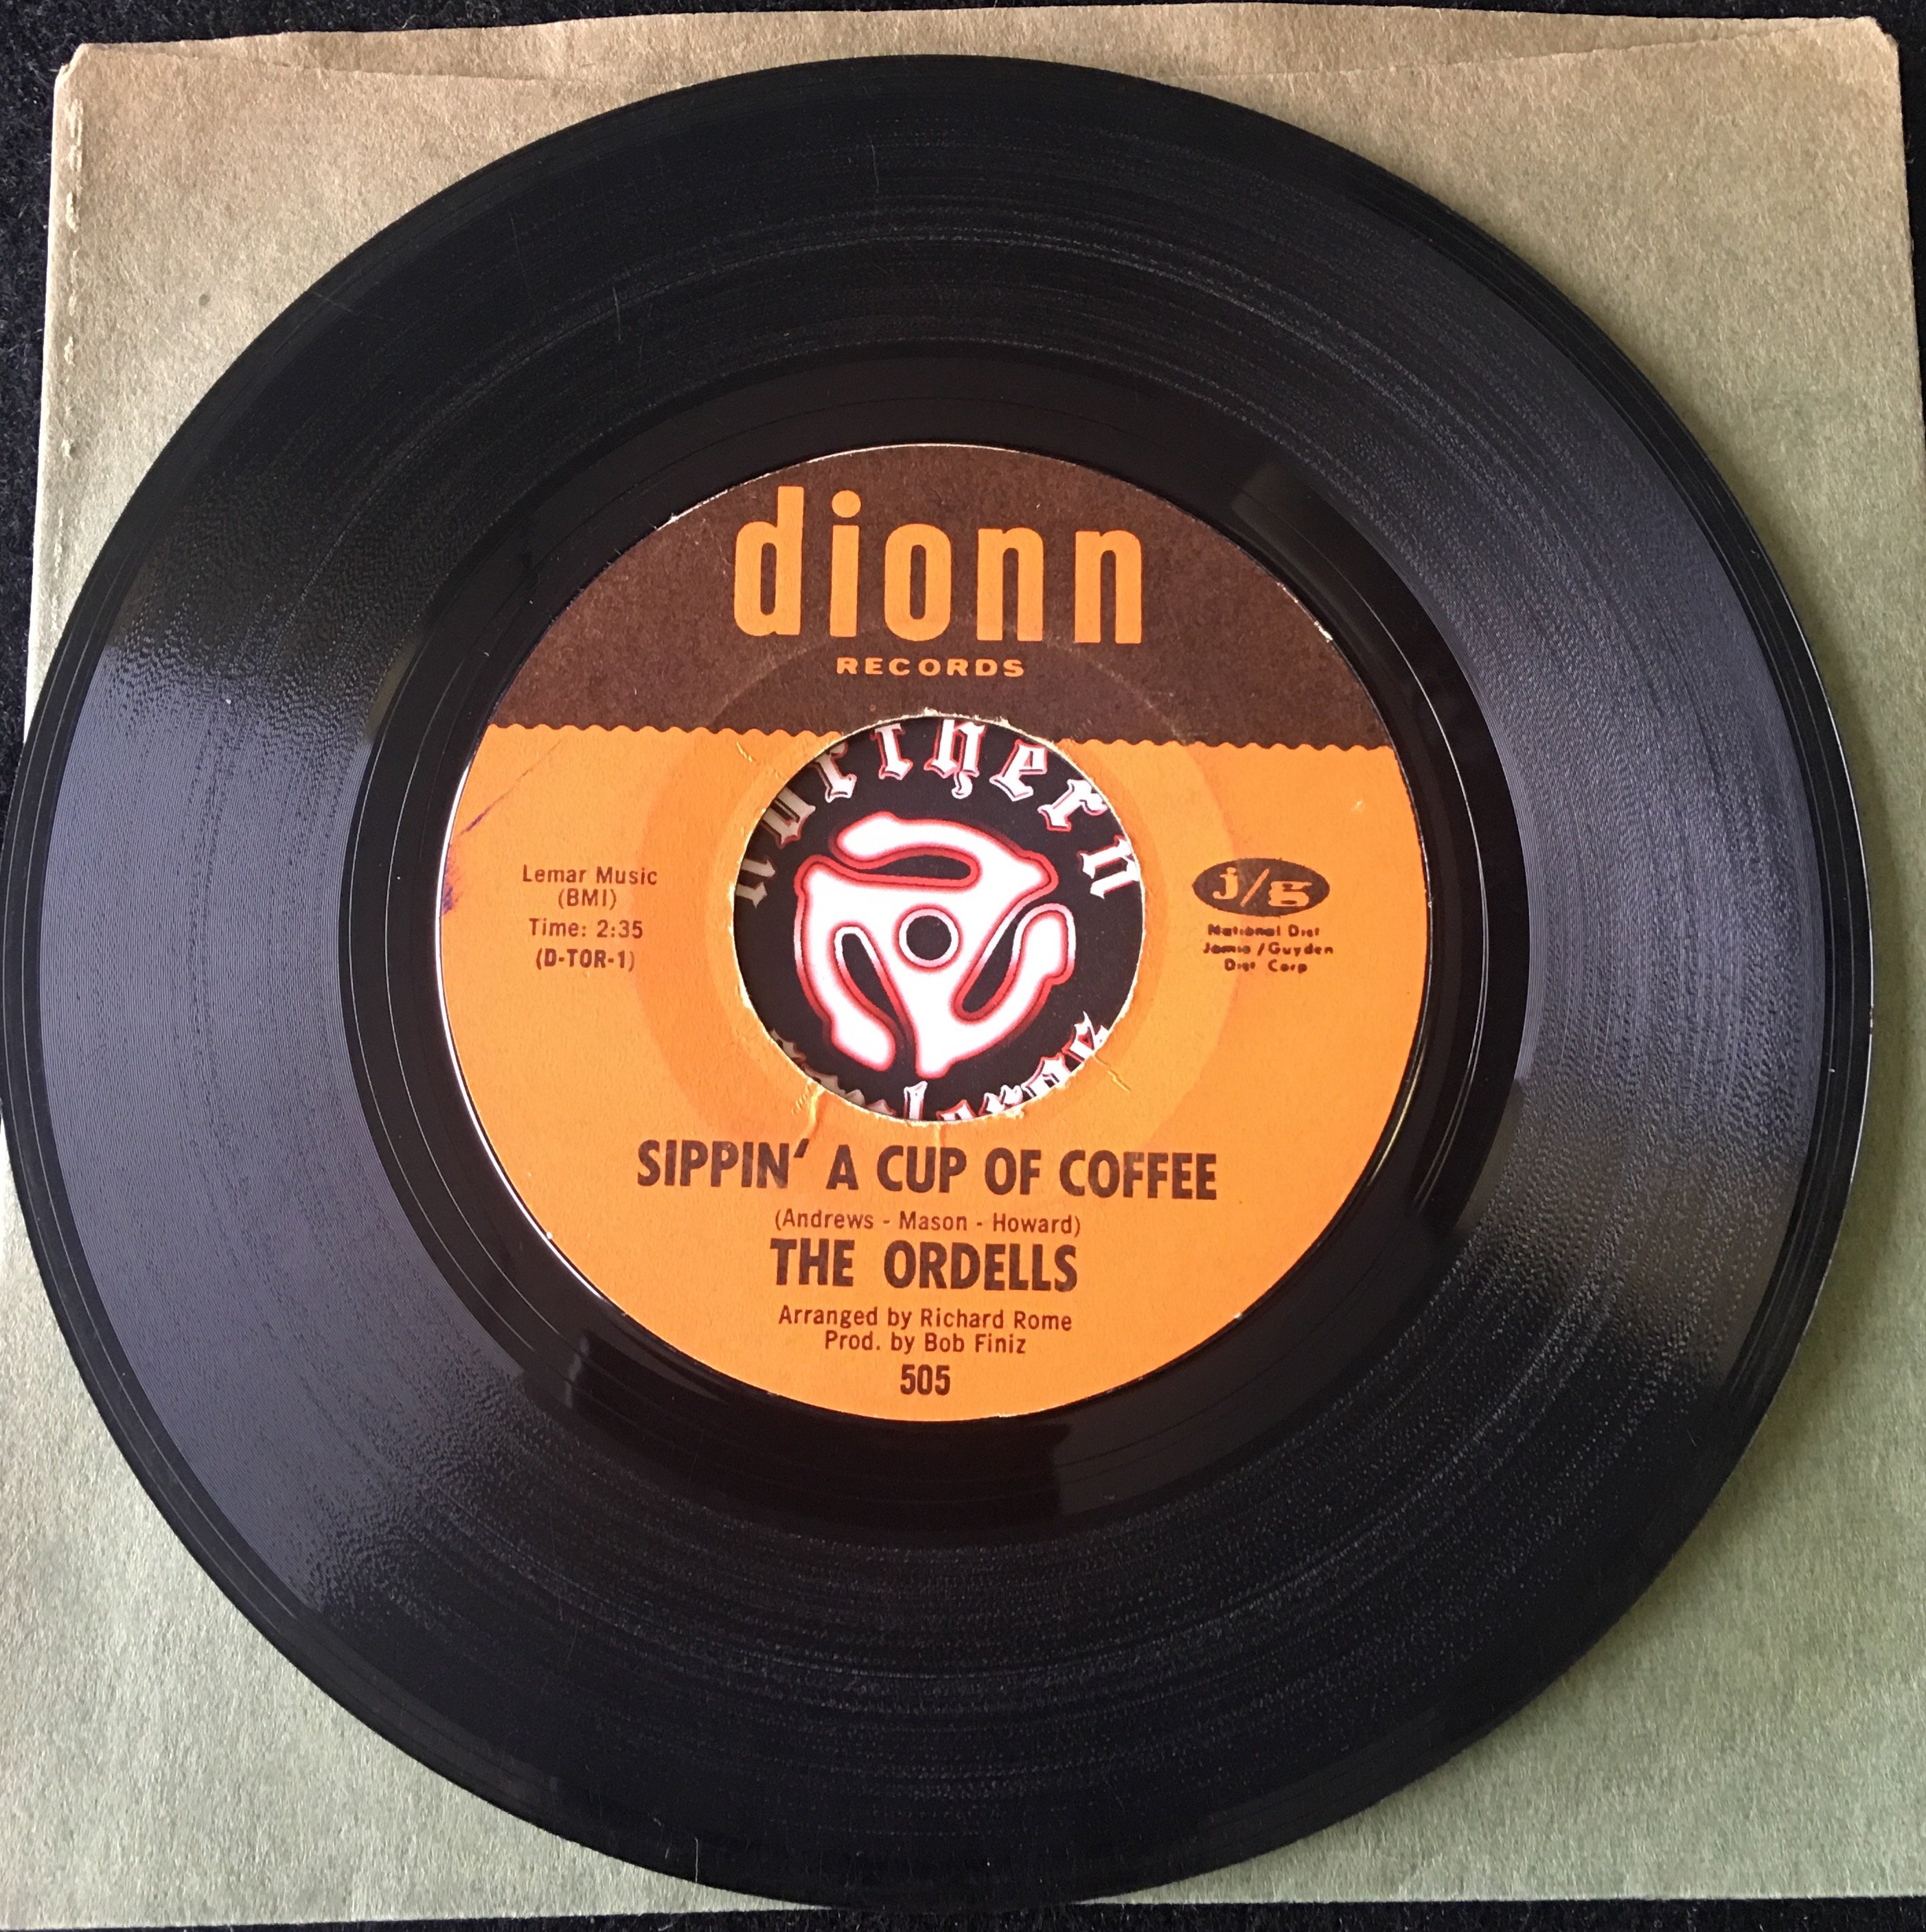 dionn
RECORDS
northern
Lemar Music
(BMI)
Time: 2:35
(D-TOR-1)
j/g
National Dist
Jamie/Guyden
Dist Corp
SIPPIN' A CUP OF COFFEE
(Andrews - Mason - Howard)
THE ORDELLS
Arranged by Richard Rome
Prod. by Bob Finiz
505